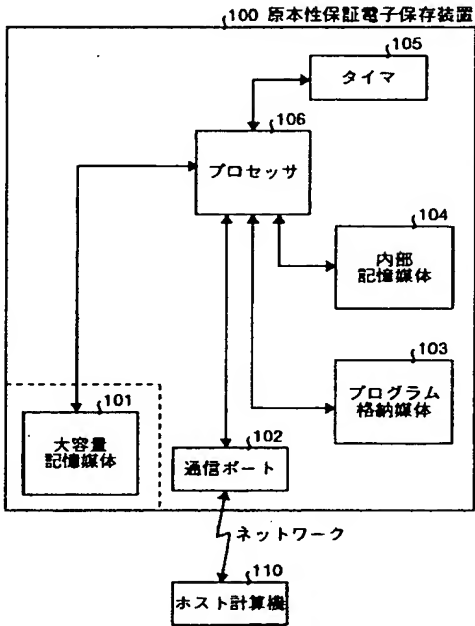 100 原本性保証電子保存装置
105
タイマ
106
プロセッサ
104
内部
記憶媒体
103
プログラム
格納媒体
101
大容量
記憶媒体
102
通信ポート
ネットワーク
110
ホスト計算機